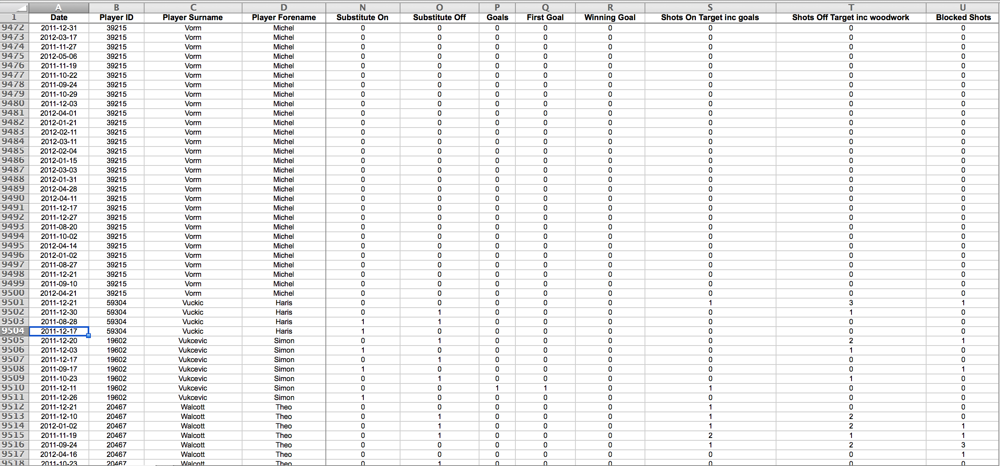 A B C D N O P Q R S T U
1 Date Player ID Player Surname Player Forename Substitute On Substitute Off Goals First Goal Winning Goal Shots On Target inc goals Shots Off Target inc woodwork Blocked Shots
9472 2011-12-31 39215 Vorm Michel 0 0 0 0 0 0 0 0
9473 2012-03-17 39215 Vorm Michel 0 0 0 0 0 0 0 0
9474 2011-11-27 39215 Vorm Michel 0 0 0 0 0 0 0 0
9475 2012-05-06 39215 Vorm Michel 0 0 0 0 0 0 0 0
9476 2011-11-19 39215 Vorm Michel 0 0 0 0 0 0 0 0
9477 2011-10-22 39215 Vorm Michel 0 0 0 0 0 0 0 0
9478 2011-09-24 39215 Vorm Michel 0 0 0 0 0 0 0 0
9479 2011-10-29 39215 Vorm Michel 0 0 0 0 0 0 0 0
9480 2011-12-03 39215 Vorm Michel 0 0 0 0 0 0 0 0
9481 2012-04-01 39215 Vorm Michel 0 0 0 0 0 0 0 0
9482 2012-01-21 39215 Vorm Michel 0 0 0 0 0 0 0 0
9483 2012-02-11 39215 Vorm Michel 0 0 0 0 0 0 0 0
9484 2012-03-11 39215 Vorm Michel 0 0 0 0 0 0 0 0
9485 2012-02-04 39215 Vorm Michel 0 0 0 0 0 0 0 0
9486 2012-01-15 39215 Vorm Michel 0 0 0 0 0 0 0 0
9487 2012-03-03 39215 Vorm Michel 0 0 0 0 0 0 0 0
9488 2012-01-31 39215 Vorm Michel 0 0 0 0 0 0 0 0
9489 2012-04-28 39215 Vorm Michel 0 0 0 0 0 0 0 0
9490 2012-04-11 39215 Vorm Michel 0 0 0 0 0 0 0 0
9491 2011-12-17 39215 Vorm Michel 0 0 0 0 0 0 0 0
9492 2011-12-27 39215 Vorm Michel 0 0 0 0 0 0 0 0
9493 2011-08-20 39215 Vorm Michel 0 0 0 0 0 0 0 0
9494 2011-10-02 39215 Vorm Michel 0 0 0 0 0 0 0 0
9495 2012-04-14 39215 Vorm Michel 0 0 0 0 0 0 0 0
9496 2012-01-02 39215 Vorm Michel 0 0 0 0 0 0 0 0
9497 2011-08-27 39215 Vorm Michel 0 0 0 0 0 0 0 0
9498 2011-12-21 39215 Vorm Michel 0 0 0 0 0 0 0 0
9499 2011-09-10 39215 Vorm Michel 0 0 0 0 0 0 0 0
9500 2012-04-21 39215 Vorm Michel 0 0 0 0 0 0 0 0
9501 2011-12-21 59304 Vuckic Haris 0 0 0 0 0 1 3 1
9502 2011-12-30 59304 Vuckic Haris 0 1 0 0 0 0 1 0
9503 2011-08-28 59304 Vuckic Haris 1 1 0 0 0 0 0 0
9504 2011-12-17 59304 Vuckic Haris 1 0 0 0 0 0 0 0
9505 2011-12-20 19602 Vukcevic Simon 0 1 0 0 0 0 2 1
9506 2011-12-03 19602 Vukcevic Simon 1 0 0 0 0 0 1 0
9507 2011-12-17 19602 Vukcevic Simon 0 1 0 0 0 0 0 0
9508 2011-09-17 19602 Vukcevic Simon 1 0 0 0 0 0 0 1
9509 2011-10-23 19602 Vukcevic Simon 0 1 0 0 0 0 1 0
9510 2011-12-11 19602 Vukcevic Simon 0 0 1 1 0 1 0 0
9511 2011-12-26 19602 Vukcevic Simon 1 0 0 0 0 0 0 0
9512 2011-12-21 20467 Walcott Theo 0 0 0 0 0 1 0 0
9513 2011-12-10 20467 Walcott Theo 0 1 0 0 0 1 2 0
9514 2012-01-02 20467 Walcott Theo 0 1 0 0 0 1 2 1
9515 2011-11-19 20467 Walcott Theo 0 1 0 0 0 2 1 1
9516 2011-09-24 20467 Walcott Theo 0 0 0 0 0 1 2 3
9517 2012-04-16 20467 Walcott Theo 0 0 0 0 0 0 0 1
9518 2011-10-23 20467 Walcott Theo 0 1 0 0 0 0 0 0